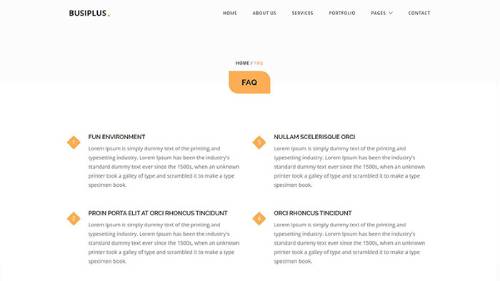 BUSIPLUS.
HOME ABOUT US SERVICES PORTFOLIO PAGES CONTACT
HOME / FAQ
FAQ
1
FUN ENVIRONMENT
Lorem Ipsum is simply dummy text of the printing and
typesetting industry. Lorem Ipsum has been the industry's
standard dummy text ever since the 1500s, when an unknown
printer took a galley of type and scrambled it to make a type
specimen book.
NULLAM SCELERISQUE ORCI
Lorem Ipsum is simply dummy text of the printing and
typesetting industry. Lorem Ipsum has been the industry's
standard dummy text ever since the 1500s, when an unknown
printer took a galley of type and scrambled it to make a type
specimen book.
PROIN PORTA ELIT AT ORCI RHONCUS TINCIDUNT
Lorem Ipsum is simply dummy text of the printing and
typesetting industry. Lorem Ipsum has been the industry's
standard dummy text ever since the 1500s, when an unknown
printer took a galley of type and scrambled it to make a type
ORCI RHONCUS TINCIDUNT
Lorem Ipsum is simply dummy text of the printing and
typesetting industry. Lorem Ipsum has been the industry's
standard dummy text ever since the 1500s, when an unknown
printer took a galley of type and scrambled it to make a type